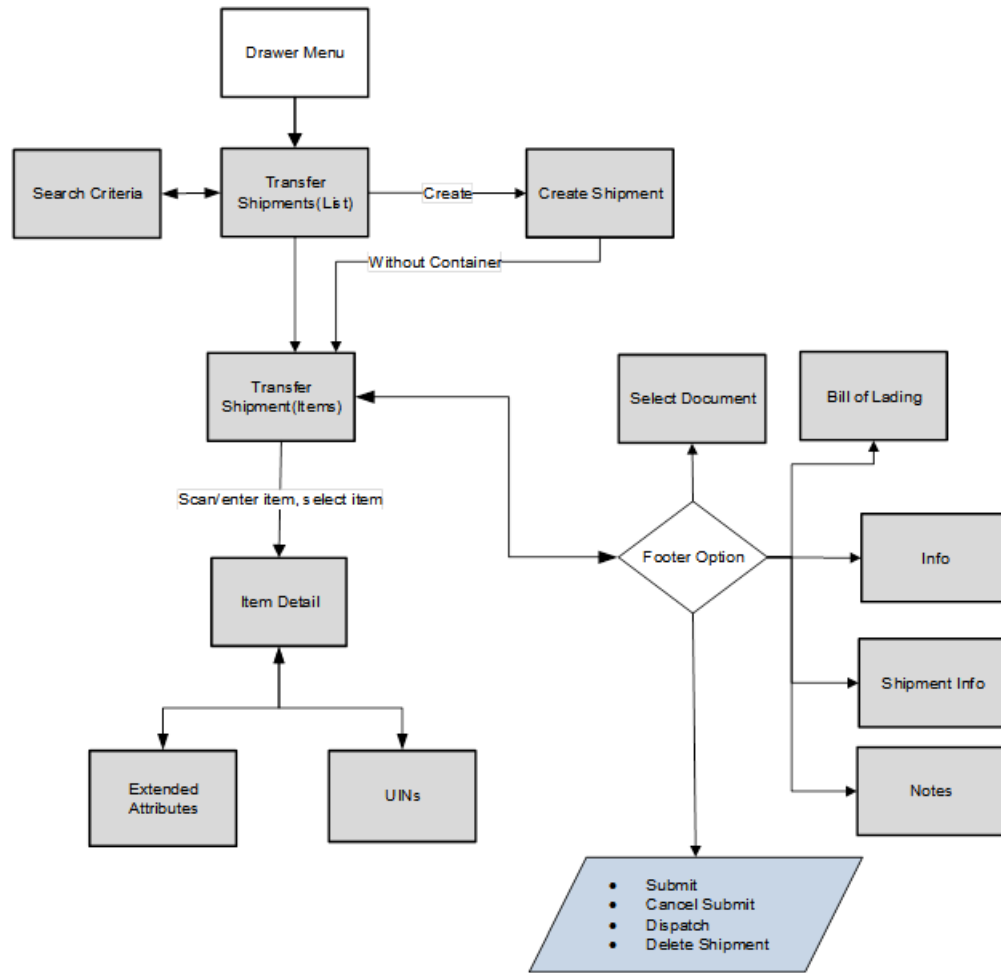 Drawer Menu
Search Criteria
Transfer
Shipments(List)
Create
Create Shipment
Without Container
Transfer
Shipment(Items)
Select Document
Bill of Lading
Scan/enter item, select item
Footer Option
Info
Item Detail
Shipment Info
Extended
Attributes
UINs
Notes
• Submit
• Cancel Submit
• Dispatch
• Delete Shipment